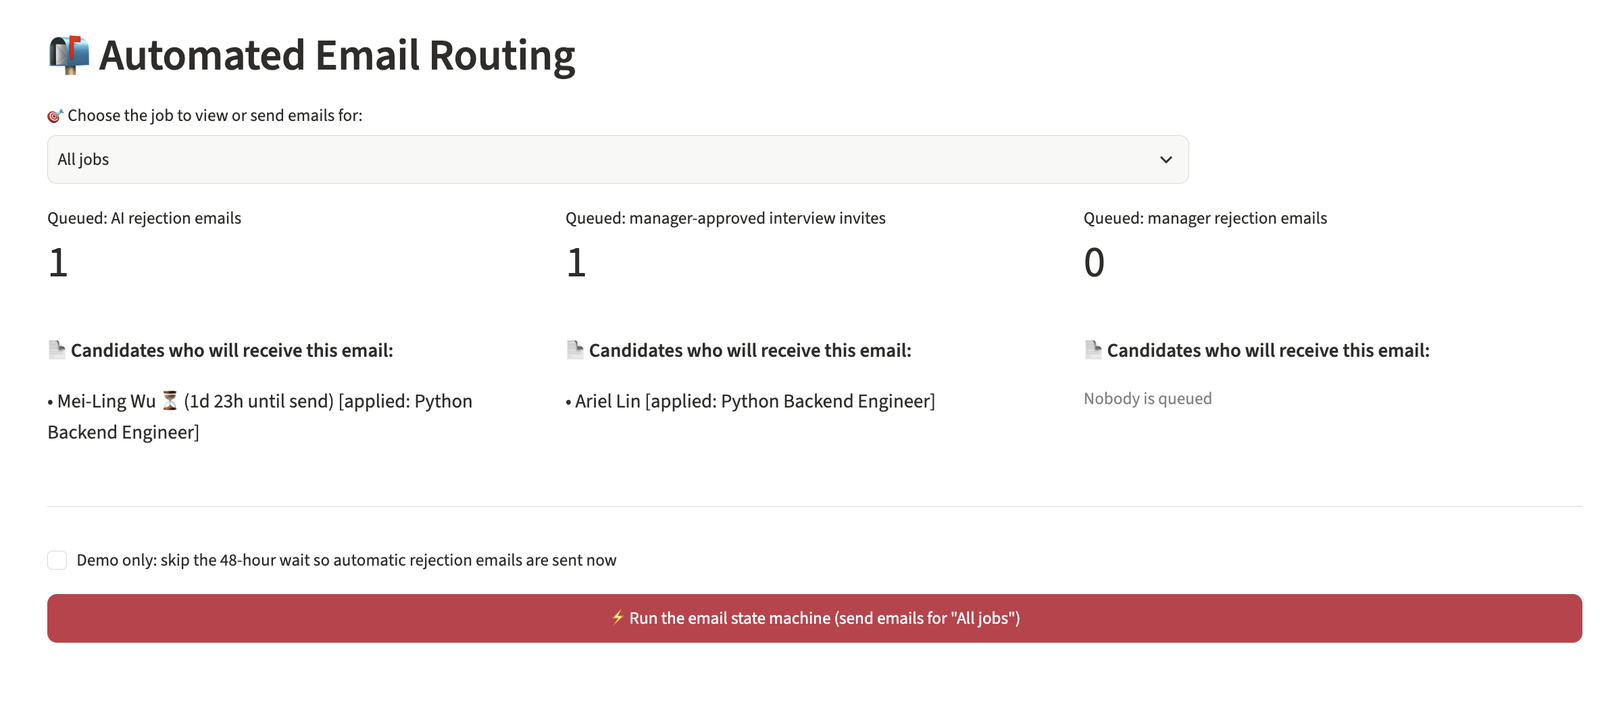 📬 Automated Email Routing
🎯 Choose the job to view or send emails for:
All jobs
Queued: AI rejection emails
1
Queued: manager-approved interview invites
1
Queued: manager rejection emails
0
📄 Candidates who will receive this email:
• Mei-Ling Wu ⏳ (1d 23h until send) [applied: Python
Backend Engineer]
📄 Candidates who will receive this email:
• Ariel Lin [applied: Python Backend Engineer]
📄 Candidates who will receive this email:
Nobody is queued
Demo only: skip the 48-hour wait so automatic rejection emails are sent now
⚡ Run the email state machine (send emails for "All jobs")